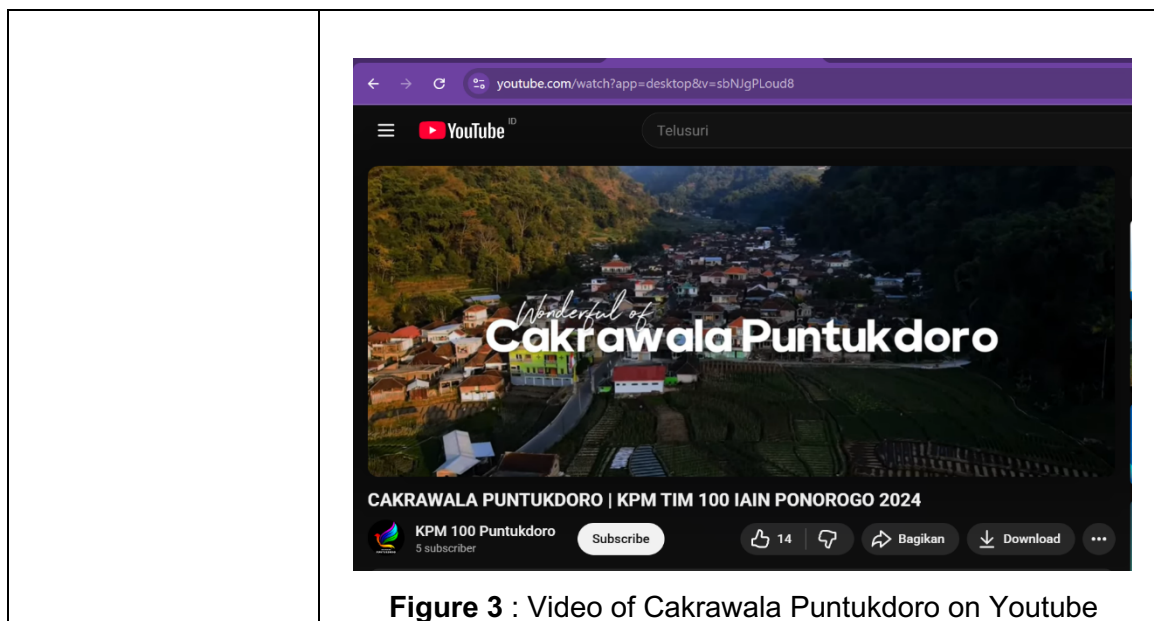 youtube.com/watch?app=desktop&v=sbNJgPLoud8
YouTube ID
Telusuri
Wonderful of
Cakrawala Puntukdoro
CAKRAWALA PUNTUKDORO | KPM TIM 100 IAIN PONOROGO 2024
KPM 100 Puntukdoro
5 subscriber
Subscribe
14
Bagikan
Download
Figure 3 : Video of Cakrawala Puntukdoro on Youtube